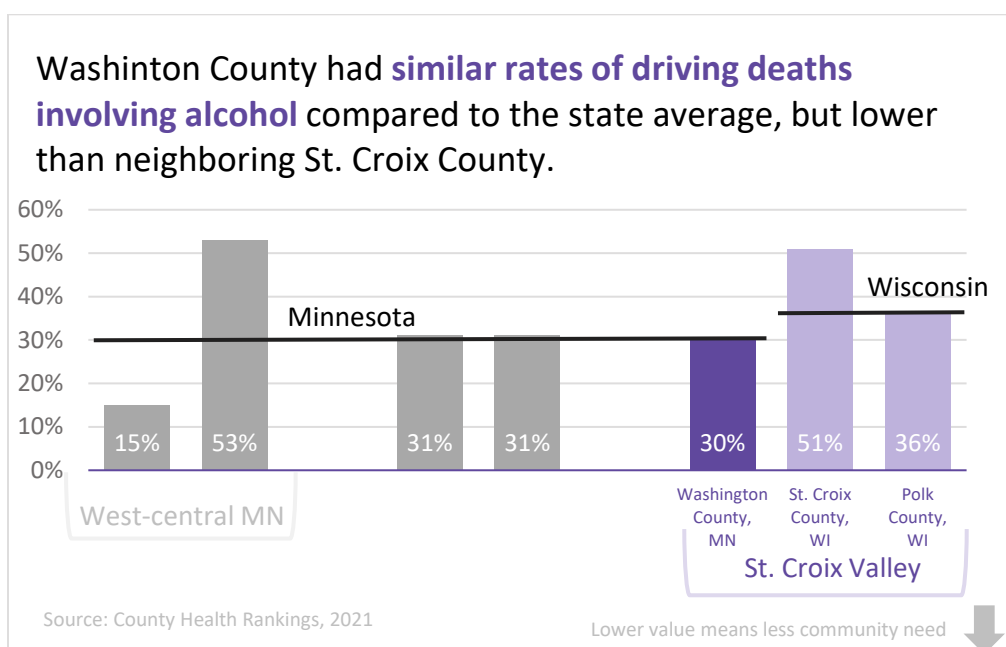 Washinton County had similar rates of driving deaths
involving alcohol compared to the state average, but lower
than neighboring St. Croix County.
60%
50%
40%
30%
20%
10%
0%
Minnesota
Wisconsin
15%
53%
31%
31%
30%
51%
36%
Washington
County,
MN
St. Croix
County,
WI
Polk
County,
WI
West-central MN
St. Croix Valley
Source: County Health Rankings, 2021
Lower value means less community need